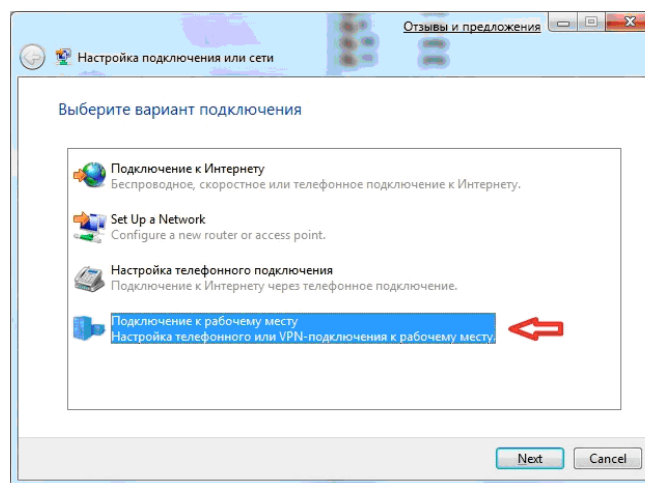 Отзывы и предложения
Настройка подключения или сети
Выберите вариант подключения
Подключение к Интернету
Беспроводное, скоростное или телефонное подключение к Интернету.
Set Up a Network
Configure a new router or access point.
Настройка телефонного подключения
Подключение к Интернету через телефонное подключение.
Подключение к рабочему месту
Настройка телефонного или VPN-подключения к рабочему месту.
Next
Cancel